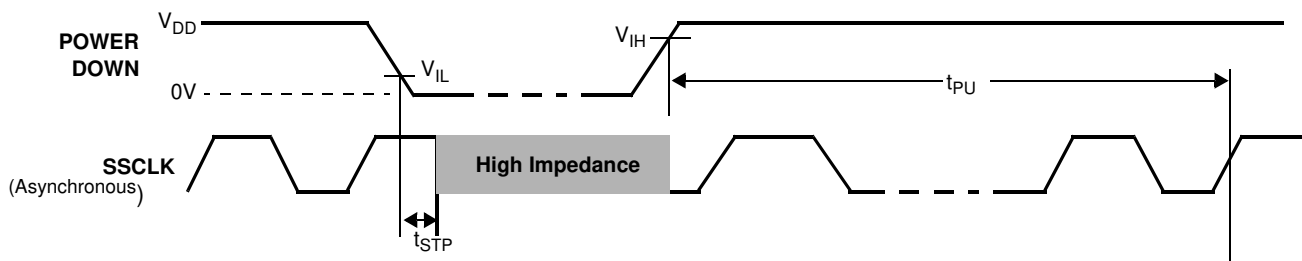 V_DD
POWER
DOWN
V_IL
V_IH
0V
t_PU
SSCLK
(Asynchronous)
High Impedance
t_STP